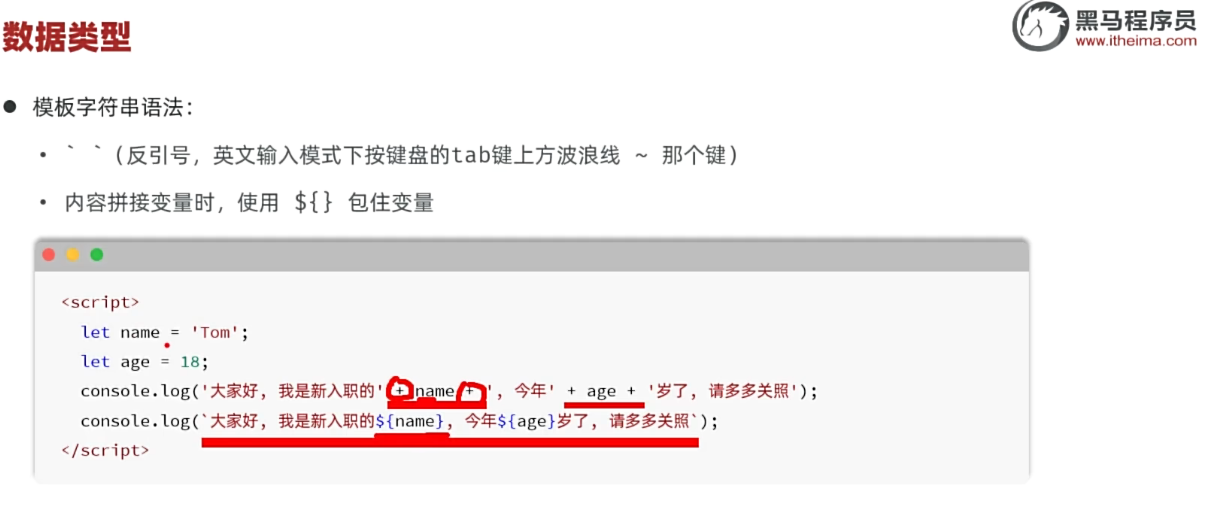 数据类型
黑马程序员
www.itheima.com
模板字符串语法：
` `（反引号，英文输入模式下按键盘的tab键上方波浪线 ~ 那个键）
内容拼接变量时，使用 ${} 包住变量
<script>
let name = 'Tom';
let age = 18;
console.log('大家好，我是新入职的' + name + '，今年' + age + '岁了，请多多关照');
console.log(`大家好，我是新入职的${name}，今年${age}岁了，请多多关照`);
</script>